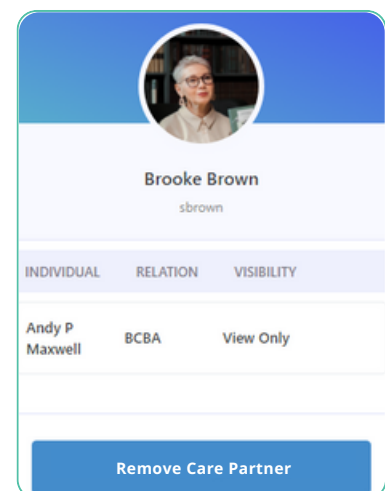 Brooke Brown
sbrown
INDIVIDUAL RELATION VISIBILITY
Andy P
Maxwell BCBA View Only
Remove Care Partner